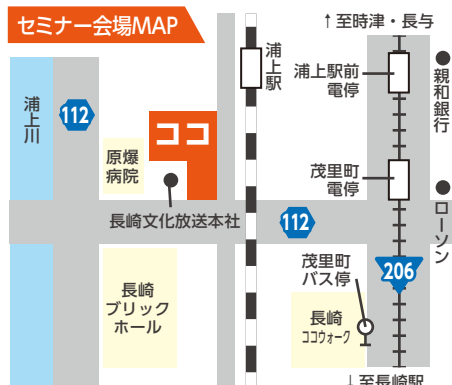 セミナー会場MAP
↑至時津・長与
浦上駅
浦上駅前
電停
親和銀行
浦上川
112
ココ
原爆
病院
茂里町
電停
長崎文化放送本社
112
ローソン
206
茂里町
バス停
長崎
ブリック
ホール
長崎
ココウォーク
↓至長崎駅